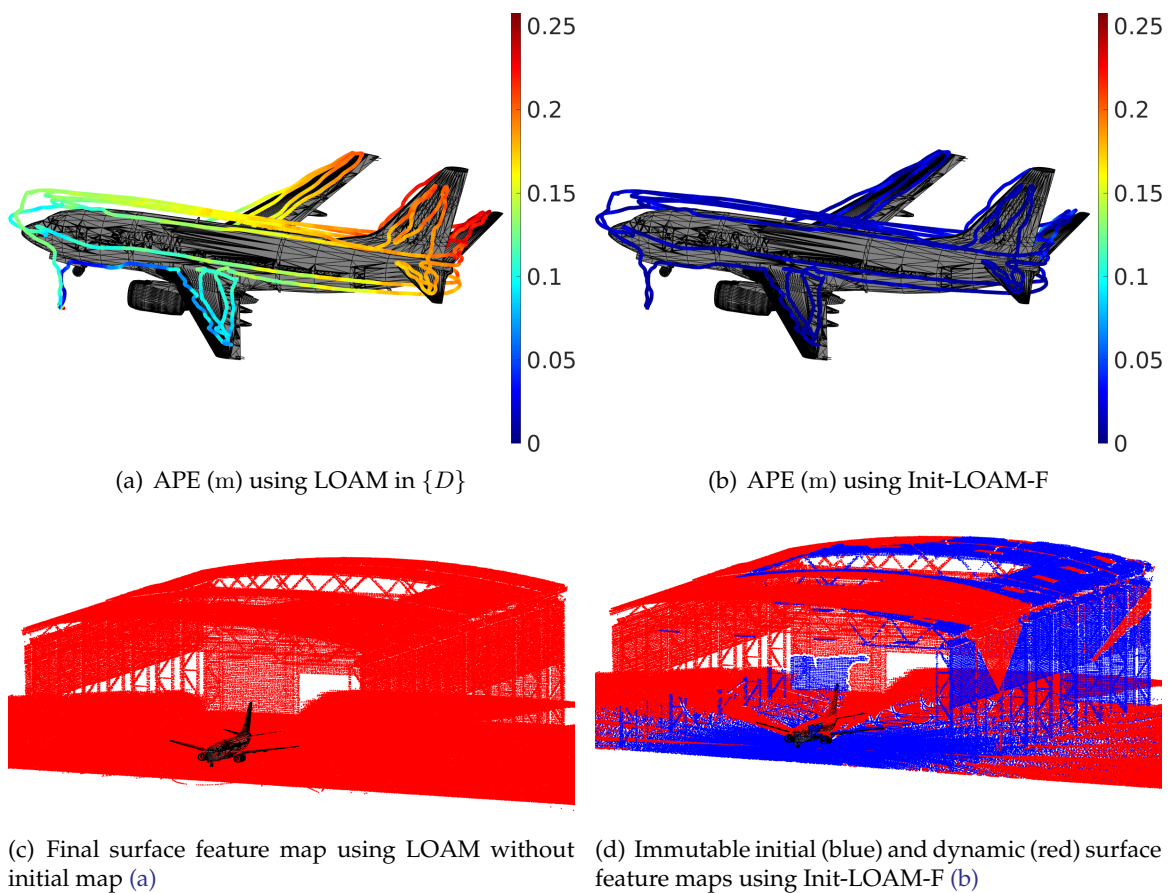 0.25
0.2
0.15
0.1
0.05
0
0.25
0.2
0.15
0.1
0.05
0
(a) APE (m) using LOAM in {D}
(b) APE (m) using Init-LOAM-F
(c) Final surface feature map using LOAM without
initial map (a)
(d) Immutable initial (blue) and dynamic (red) surface
feature maps using Init-LOAM-F (b)